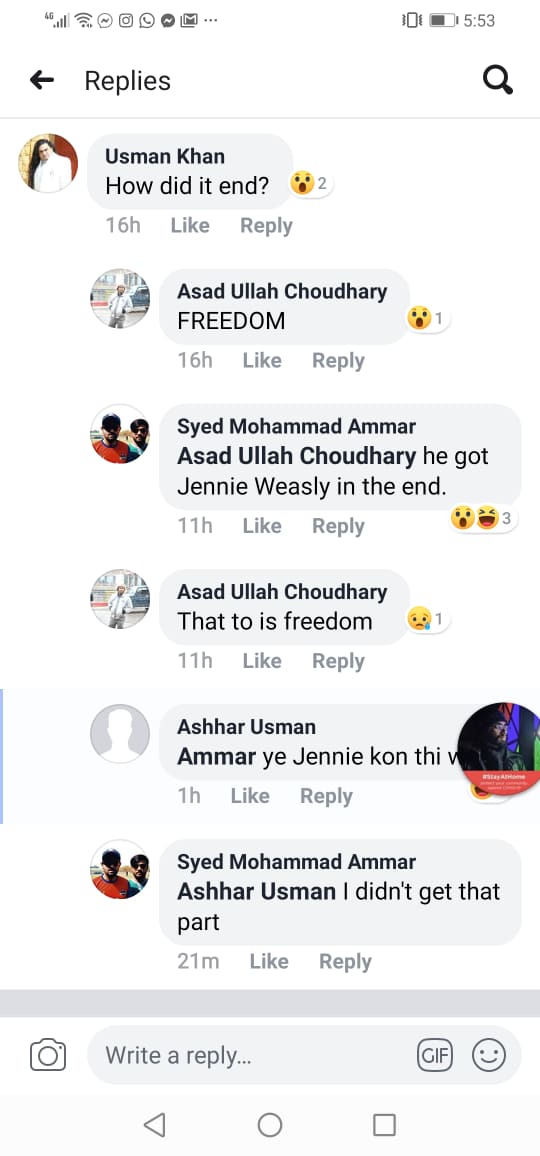 4G 5:53
Replies
Usman Khan
How did it end?
2
16h Like Reply
Asad Ullah Choudhary
FREEDOM
1
16h Like Reply
Syed Mohammad Ammar
Asad Ullah Choudhary he got
Jennie Weasly in the end.
3
11h Like Reply
Asad Ullah Choudhary
That to is freedom
1
11h Like Reply
Ashhar Usman
Ammar ye Jennie kon thi
#StayAtHome
1h Like Reply
Syed Mohammad Ammar
Ashhar Usman I didn't get that
part
21m Like Reply
Write a reply...
GIF